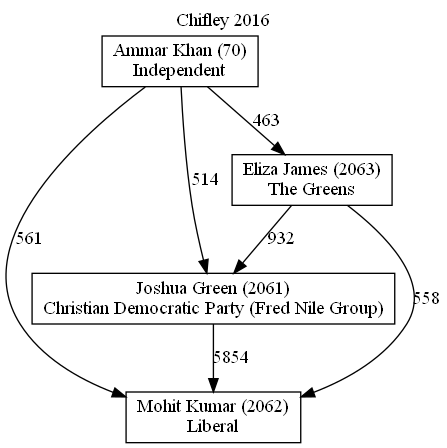 Chifley 2016
Ammar Khan (70)
Independent
463
Eliza James (2063)
The Greens
514
561
932
558
Joshua Green (2061)
Christian Democratic Party (Fred Nile Group)
5854
Mohit Kumar (2062)
Liberal